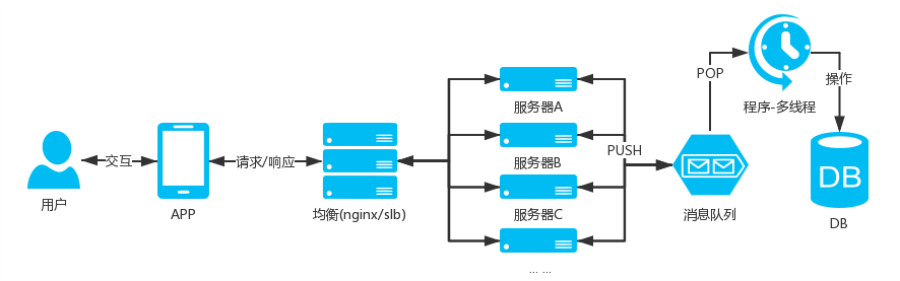 用户
交互
APP
请求/响应
均衡(nginx/slb)
服务器A
服务器B
服务器C
... ...
PUSH
消息队列
POP
程序-多线程
操作
DB
DB